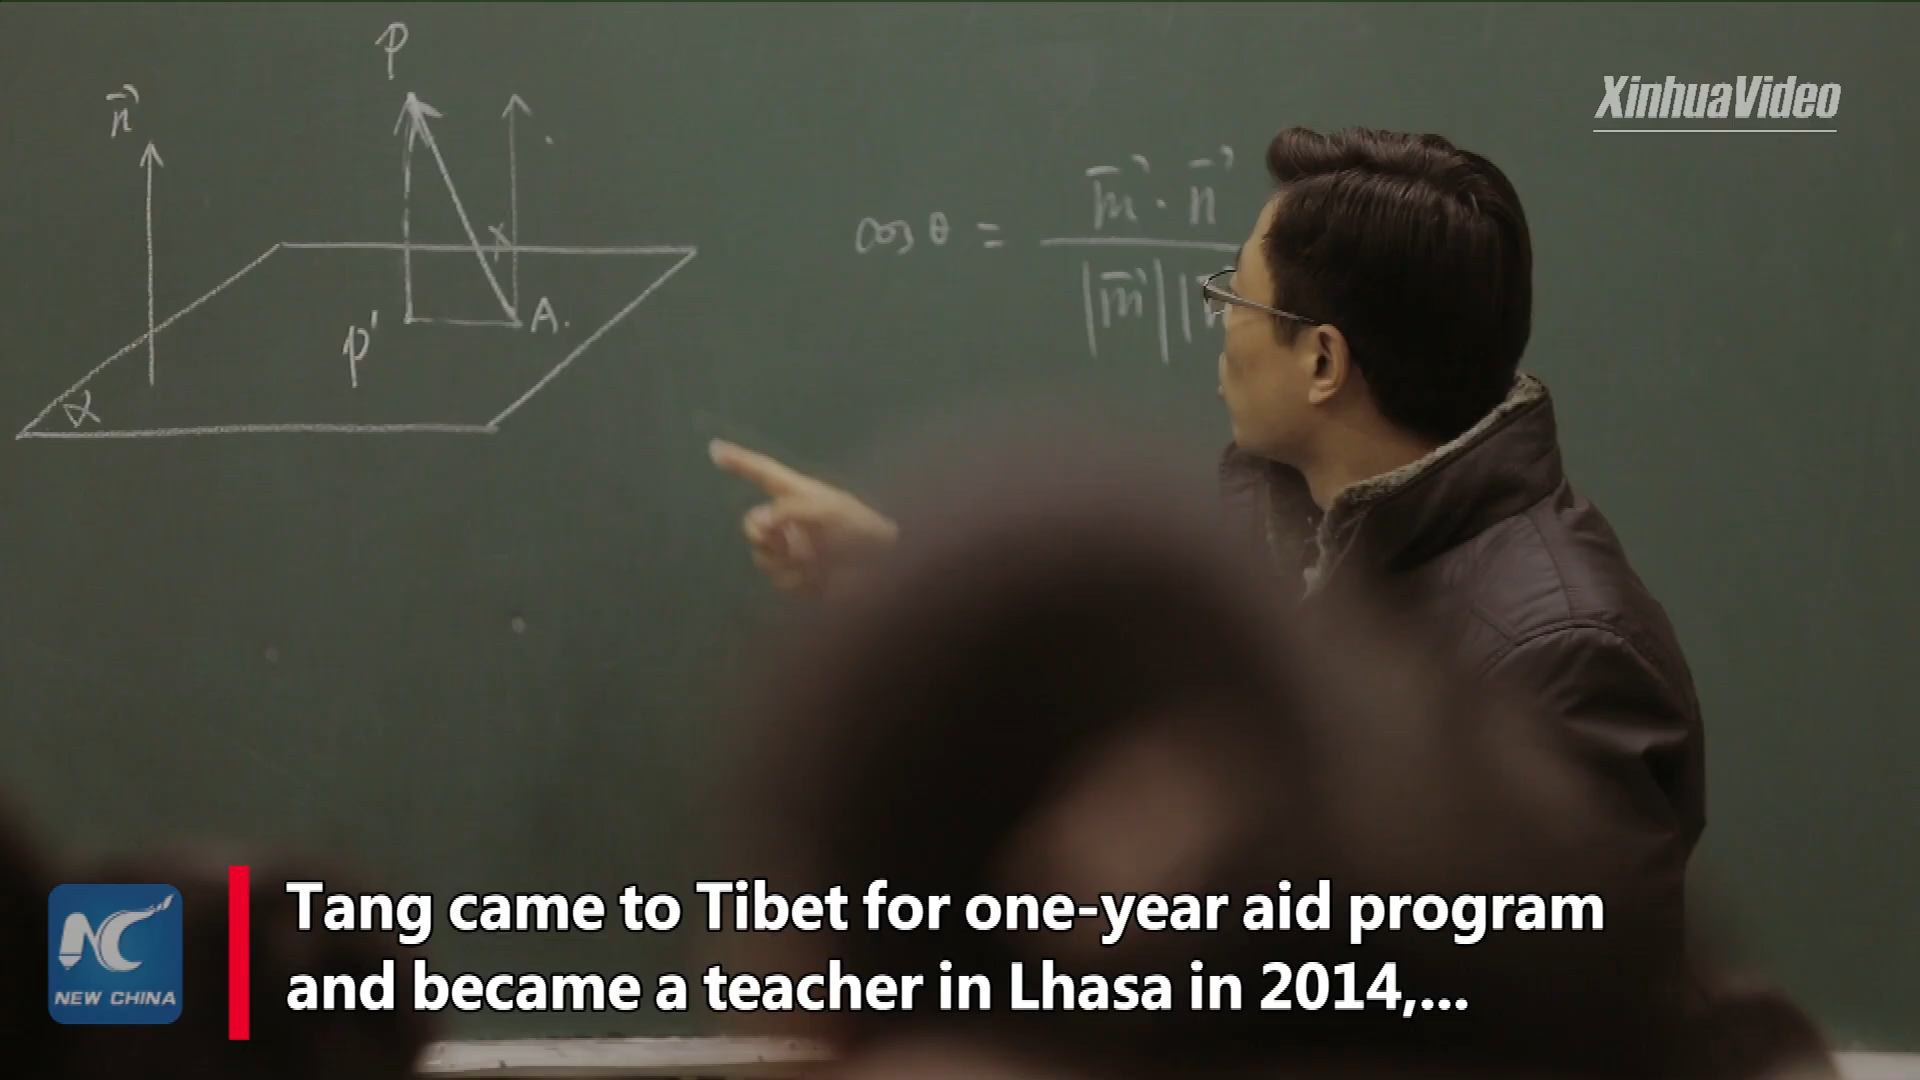 P
n
XinhuaVideo
cos θ = m · n
|m| |
A.
P'
α
Tang came to Tibet for one-year aid program
and became a teacher in Lhasa in 2014,...
NEW CHINA